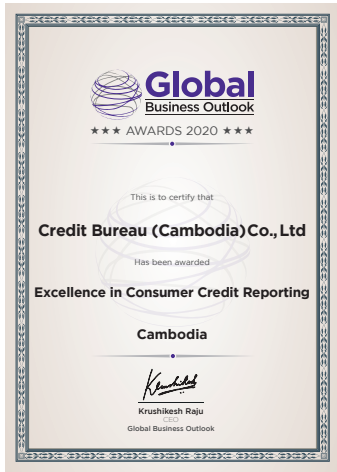 Global
Business Outlook
★★★ AWARDS 2020 ★★★
This is to certify that
Credit Bureau (Cambodia) Co., Ltd
Has been awarded
Excellence in Consumer Credit Reporting
Cambodia
Krushikesh
Krushikesh Raju
CEO
Global Business Outlook